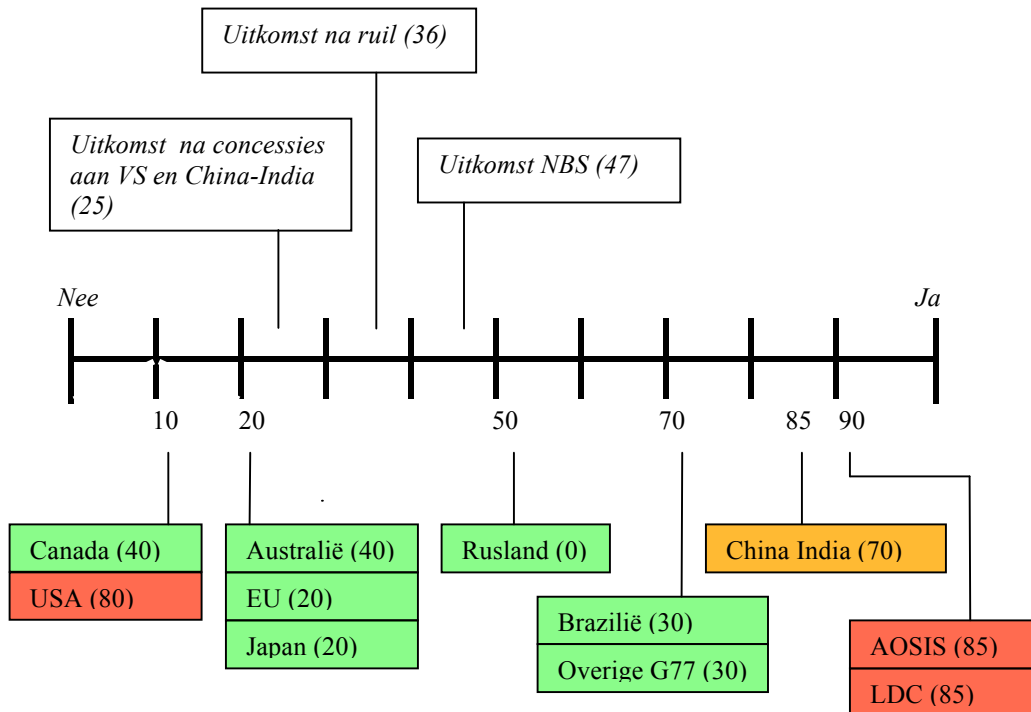 Uitkomst na ruil (36)
Uitkomst na concessies
aan VS en China-India
(25)
Uitkomst NBS (47)
Nee
Ja
10
20
50
70
85
90
Canada (40)
USA (80)
Australië (40)
EU (20)
Japan (20)
Rusland (0)
Brazilië (30)
Overige G77 (30)
China India (70)
AOSIS (85)
LDC (85)